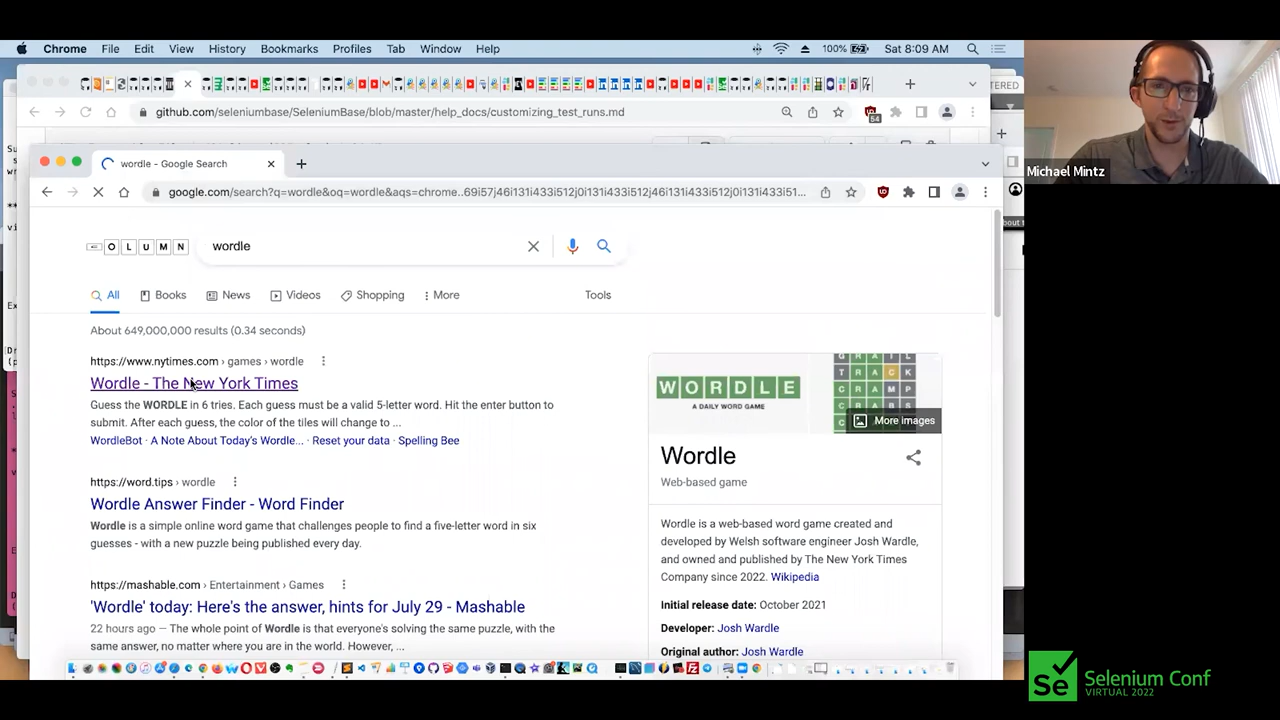 Chrome File Edit View History Bookmarks Profiles Tab Window Help 100% Sat 8:09 AM
github.com/seleniumbase/SeleniumBase/blob/master/help_docs/customizing_test_runs.md
54
wordle - Google Search
google.com/search?q=wordle&oq=wordle&aqs=chrome..69i57j46i131i433i512j0i131i433i512j46i131i433i512j0i131i433i51...
O L U M N wordle
All Books News Videos Shopping More Tools
About 649,000,000 results (0.34 seconds)
https://www.nytimes.com › games › wordle
Wordle - The New York Times
Guess the WORDLE in 6 tries. Each guess must be a valid 5-letter word. Hit the enter button to
submit. After each guess, the color of the tiles will change to ...
WordleBot · A Note About Today's Wordle... · Reset your data · Spelling Bee
https://word.tips › wordle
Wordle Answer Finder - Word Finder
Wordle is a simple online word game that challenges people to find a five-letter word in six
guesses - with a new puzzle being published every day.
https://mashable.com › Entertainment › Games
'Wordle' today: Here's the answer, hints for July 29 - Mashable
22 hours ago — The whole point of Wordle is that everyone's solving the same puzzle, with the
same answer, no matter where you are in the world. However, ...
WORDLE
A DAILY WORD GAME
TRACK
CRAMP
CRABS
More images
Wordle
Web-based game
Wordle is a web-based word game created and
developed by Welsh software engineer Josh Wardle,
and owned and published by The New York Times
Company since 2022. Wikipedia
Initial release date: October 2021
Developer: Josh Wardle
Original author: Josh Wardle
Michael Mintz
Se Selenium Conf
VIRTUAL 2022